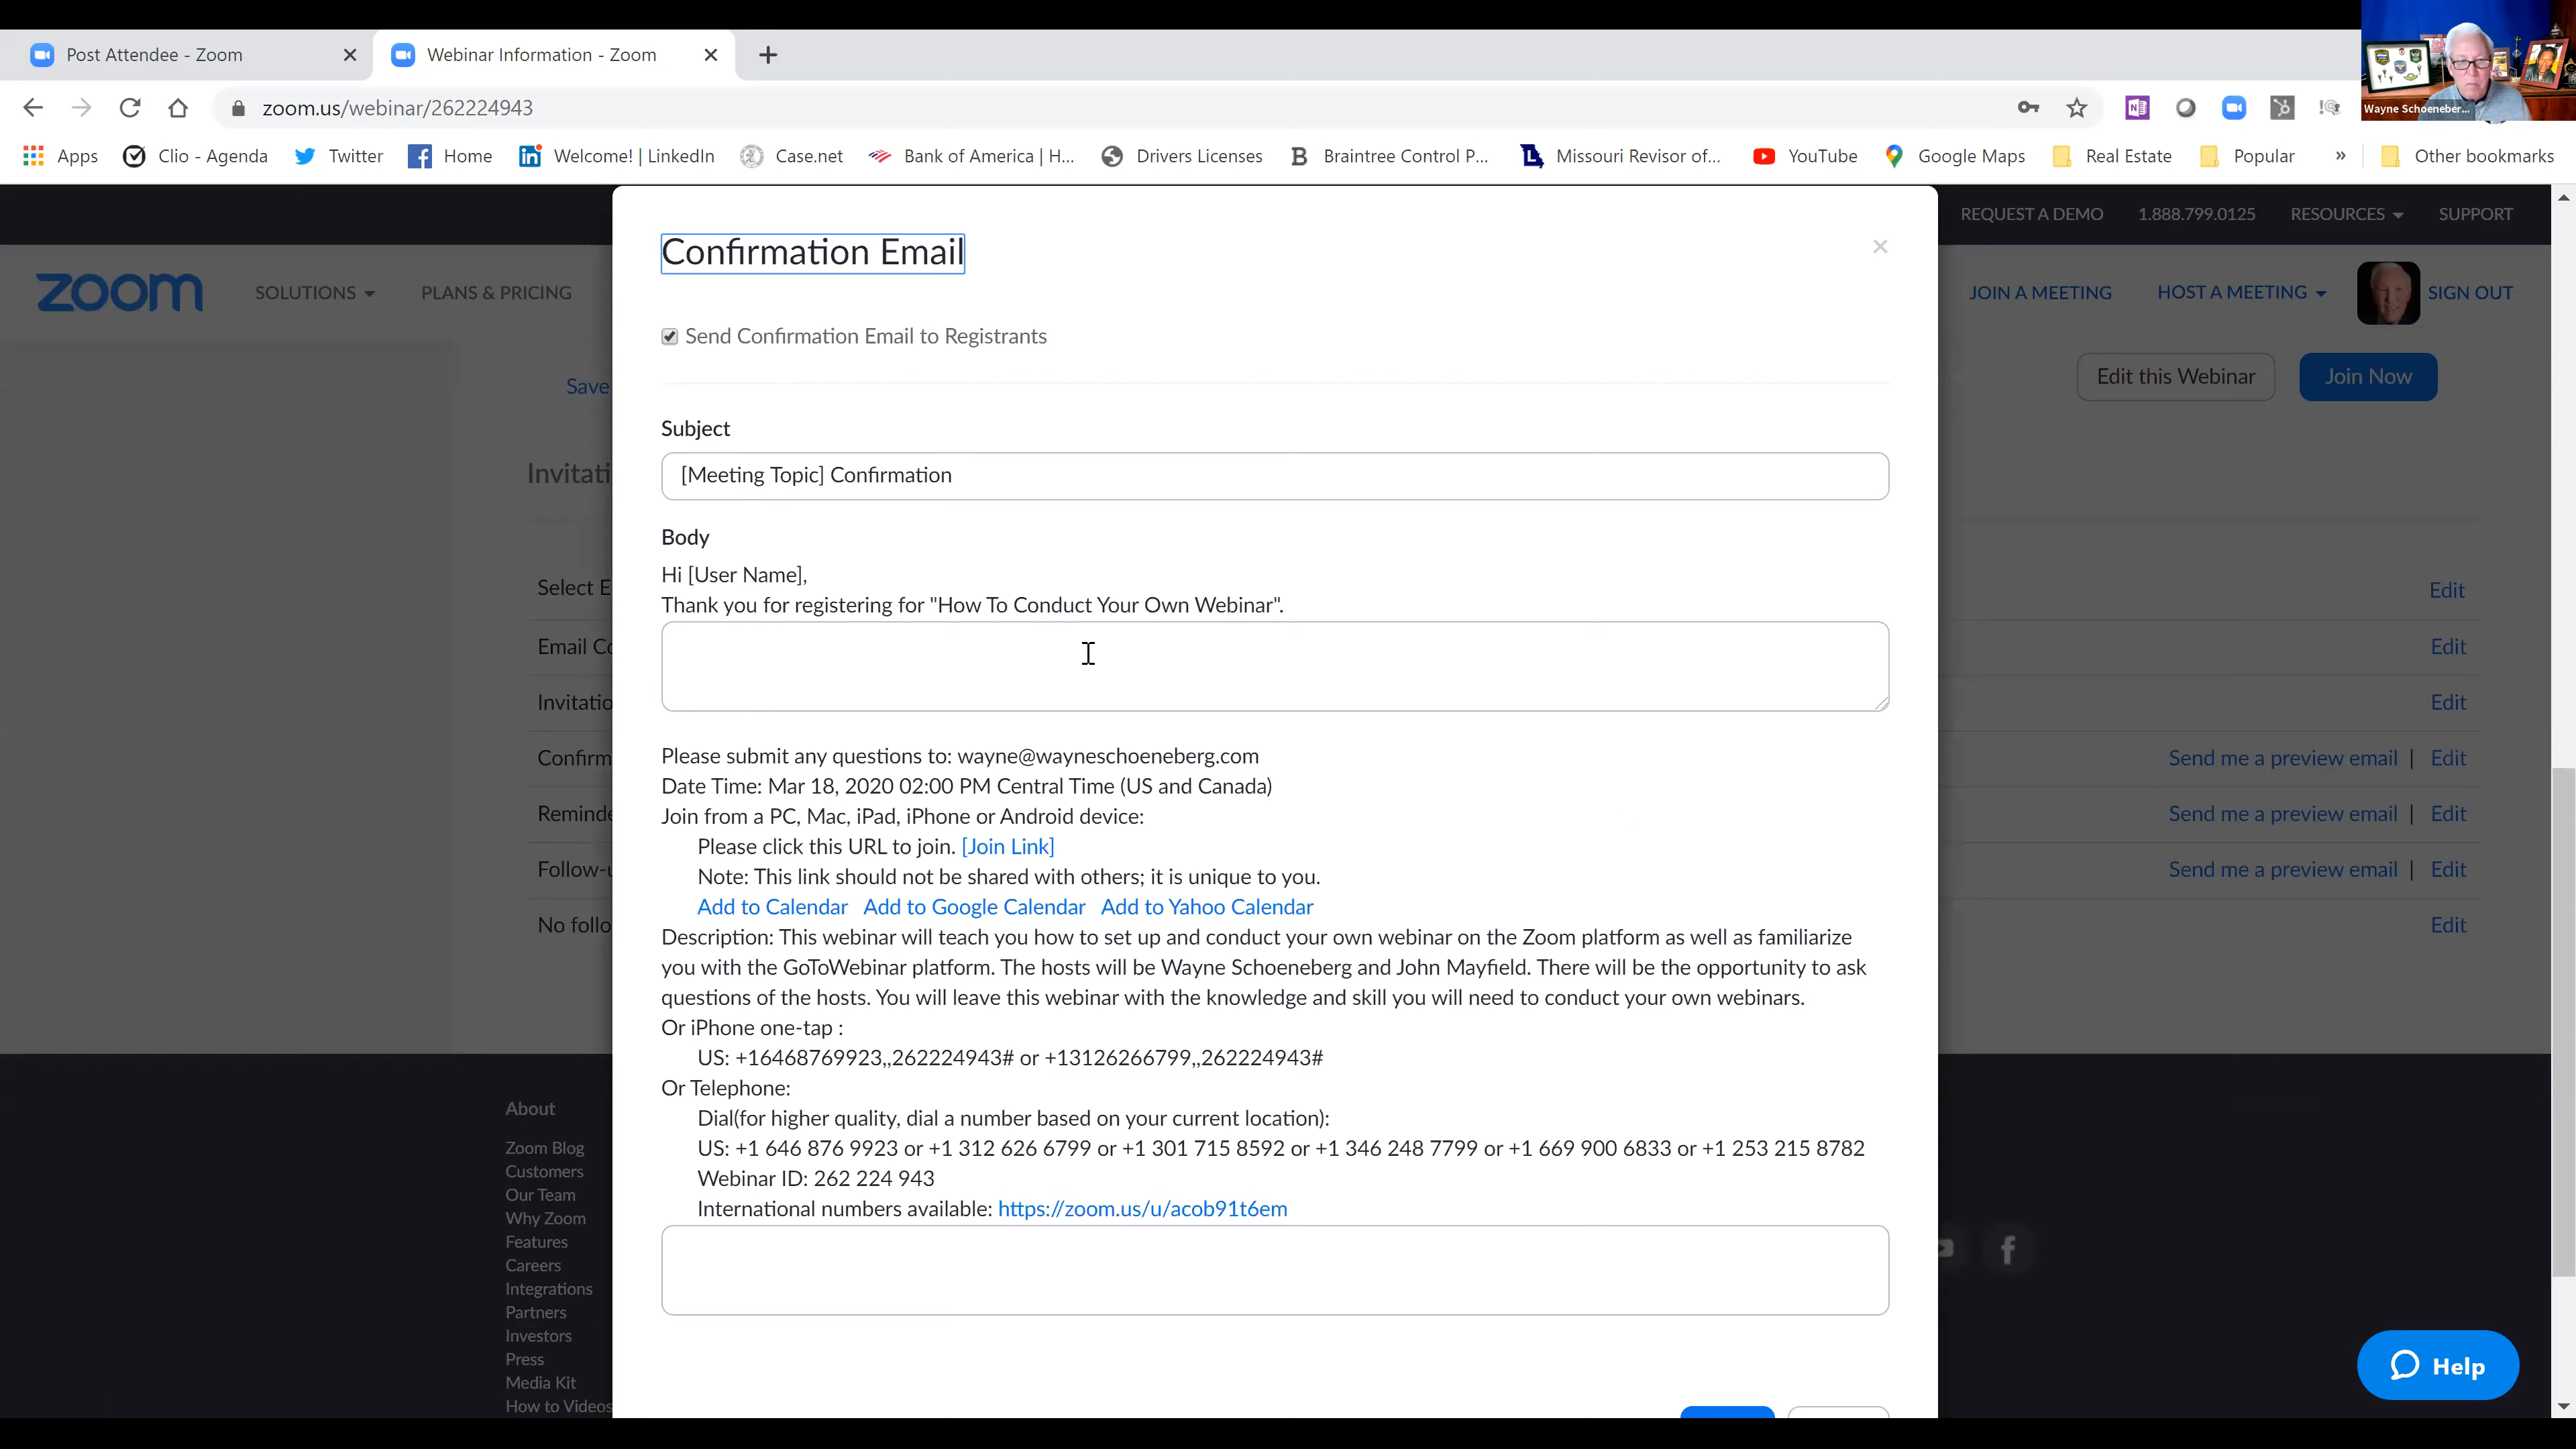 Post Attendee - Zoom
Webinar Information - Zoom
zoom.us/webinar/262224943
Wayne Schoeneber...
Apps
Clio - Agenda
Twitter
Home
Welcome! | LinkedIn
Case.net
Bank of America | H...
Drivers Licenses
Braintree Control P...
Missouri Revisor of...
YouTube
Google Maps
Real Estate
Popular
»
Other bookmarks
REQUEST A DEMO
1.888.799.0125
RESOURCES
SUPPORT
zoom
SOLUTIONS
PLANS & PRICING
JOIN A MEETING
HOST A MEETING
SIGN OUT
Edit this Webinar
Join Now
Save
Invitati
Select E
Edit
Email Co
Edit
Invitatio
Edit
Confirm
Send me a preview email | Edit
Reminde
Send me a preview email | Edit
Follow-u
Send me a preview email | Edit
No follo
Edit
Confirmation Email
Send Confirmation Email to Registrants
Subject
[Meeting Topic] Confirmation
Body
Hi [User Name],
Thank you for registering for "How To Conduct Your Own Webinar".
Please submit any questions to: wayne@wayneschoeneberg.com
Date Time: Mar 18, 2020 02:00 PM Central Time (US and Canada)
Join from a PC, Mac, iPad, iPhone or Android device:
Please click this URL to join. [Join Link]
Note: This link should not be shared with others; it is unique to you.
Add to Calendar Add to Google Calendar Add to Yahoo Calendar
Description: This webinar will teach you how to set up and conduct your own webinar on the Zoom platform as well as familiarize
you with the GoToWebinar platform. The hosts will be Wayne Schoeneberg and John Mayfield. There will be the opportunity to ask
questions of the hosts. You will leave this webinar with the knowledge and skill you will need to conduct your own webinars.
Or iPhone one-tap :
US: +16468769923,,262224943# or +13126266799,,262224943#
Or Telephone:
Dial(for higher quality, dial a number based on your current location):
US: +1 646 876 9923 or +1 312 626 6799 or +1 301 715 8592 or +1 346 248 7799 or +1 669 900 6833 or +1 253 215 8782
Webinar ID: 262 224 943
International numbers available: https://zoom.us/u/acob91t6em
About
Zoom Blog
Customers
Our Team
Why Zoom
Features
Careers
Integrations
Partners
Investors
Press
Media Kit
How to Videos
Help